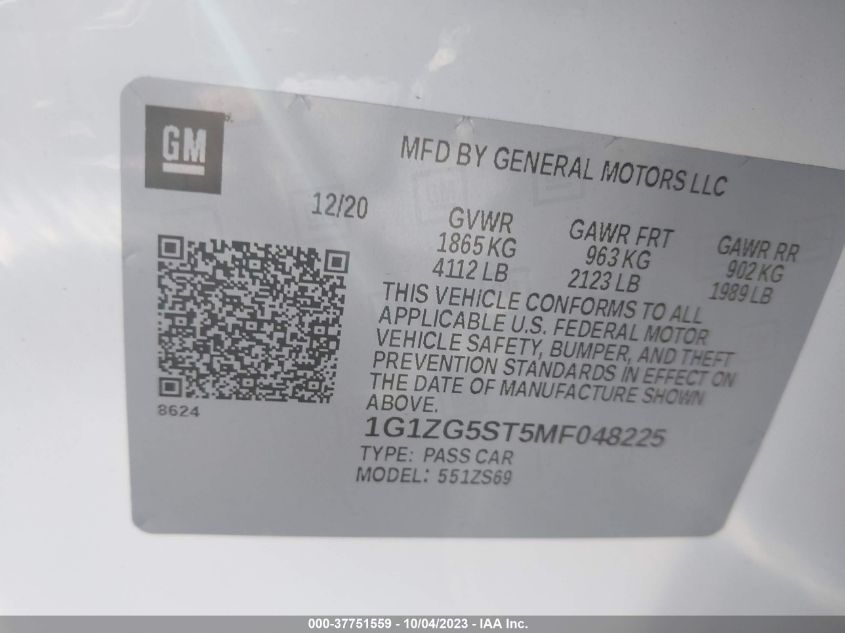 GM
MFD BY GENERAL MOTORS LLC
12/20
GVWR
1865 KG
4112 LB
GAWR FRT
963 KG
2123 LB
GAWR RR
902 KG
1989 LB
THIS VEHICLE CONFORMS TO ALL
APPLICABLE U.S. FEDERAL MOTOR
VEHICLE SAFETY, BUMPER, AND THEFT
PREVENTION STANDARDS IN EFFECT ON
THE DATE OF MANUFACTURE SHOWN
ABOVE.
8624
1G1ZG5ST5MF048225
TYPE: PASS CAR
MODEL: 551ZS69
000-37751559 - 10/04/2023 - IAA Inc.